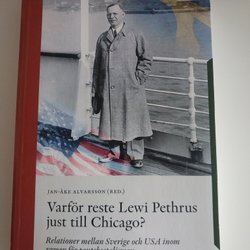 JAN-ÅKE ALVARSSON (RED.)
Varför reste Lewi Pethrus
just till Chicago?
Relationer mellan Sverige och USA inom